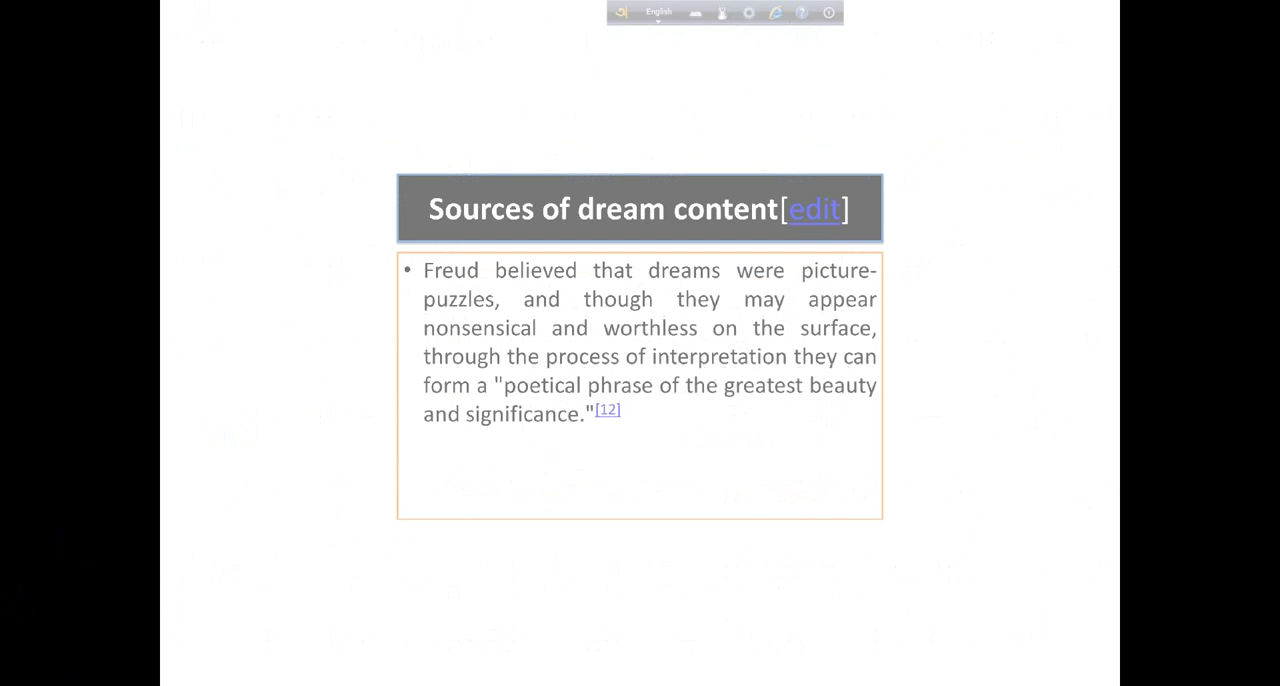 English
Sources of dream content[edit]
• Freud believed that dreams were picture-
puzzles, and though they may appear
nonsensical and worthless on the surface,
through the process of interpretation they can
form a "poetical phrase of the greatest beauty
and significance."[12]